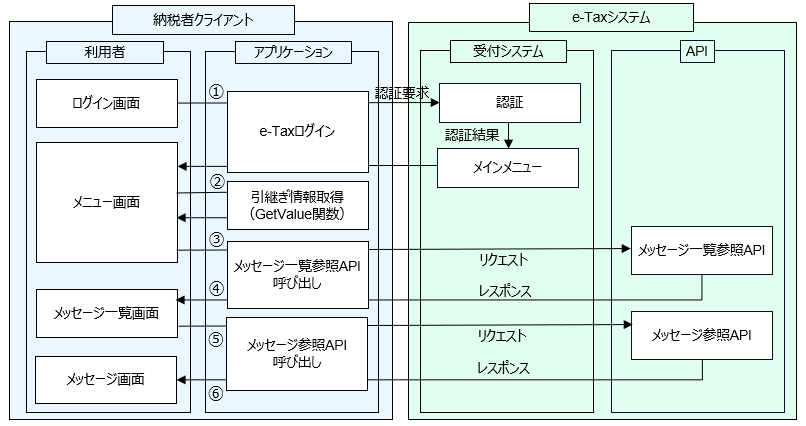 納税者クライアント
e-Taxシステム
利用者
アプリケーション
受付システム
API
ログイン画面
①
e-Taxログイン
認証要求
認証
認証結果
メインメニュー
メニュー画面
②
引継ぎ情報取得
（GetValue関数）
③
メッセージ一覧参照API
呼び出し
リクエスト
メッセージ一覧参照API
④
レスポンス
メッセージ一覧画面
⑤
メッセージ参照API
呼び出し
リクエスト
メッセージ参照API
レスポンス
メッセージ画面
⑥